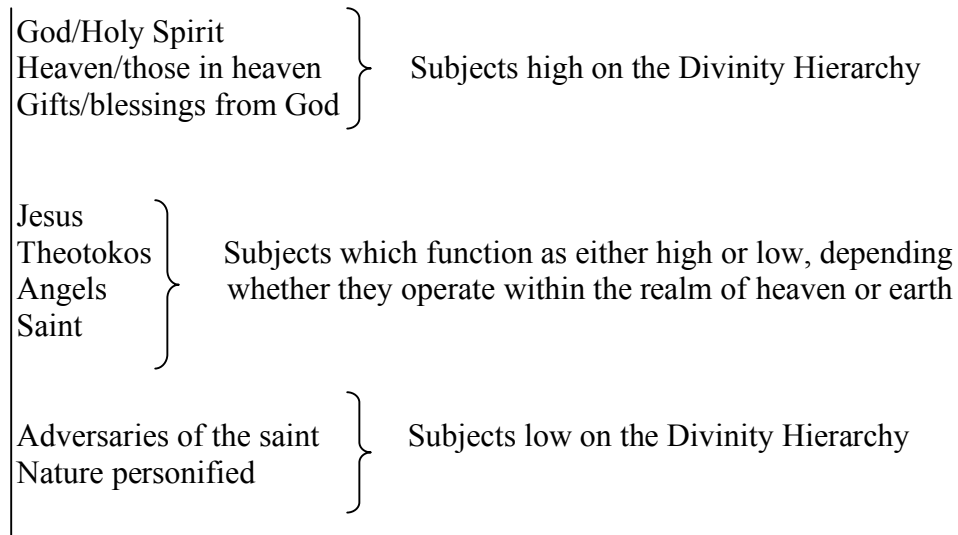 God/Holy Spirit
Heaven/those in heaven
Gifts/blessings from God
Subjects high on the Divinity Hierarchy
Jesus
Theotokos
Angels
Saint
Subjects which function as either high or low, depending
whether they operate within the realm of heaven or earth
Adversaries of the saint
Nature personified
Subjects low on the Divinity Hierarchy